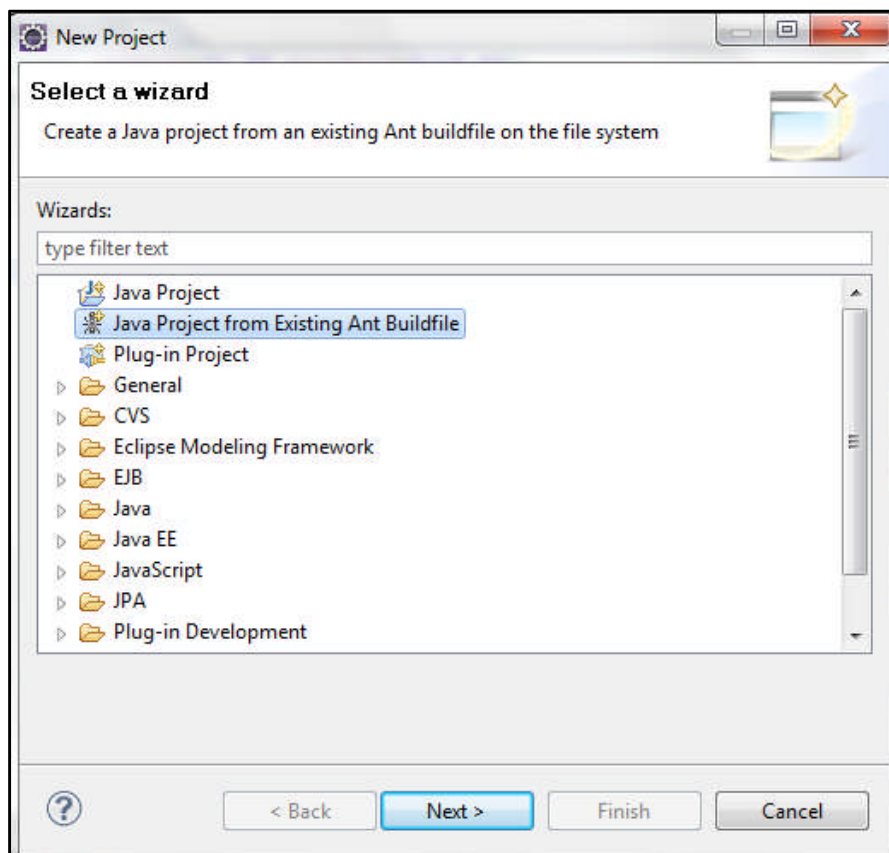 New Project
Select a wizard
Create a Java project from an existing Ant buildfile on the file system
Wizards:
type filter text
Java Project
Java Project from Existing Ant Buildfile
Plug-in Project
General
CVS
Eclipse Modeling Framework
EJB
Java
Java EE
JavaScript
JPA
Plug-in Development
? < Back Next > Finish Cancel